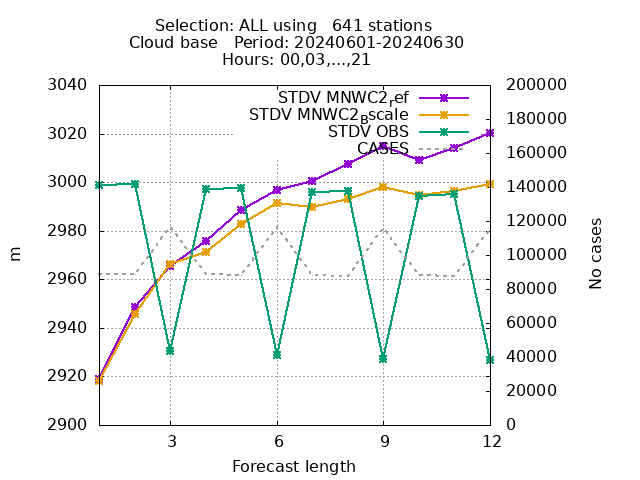 Selection: ALL using   641 stations
Cloud base   Period: 20240601-20240630
Hours: 00,03,...,21
3040
3020
3000
2980
2960
2940
2920
2900
m
200000
180000
160000
140000
120000
100000
80000
60000
40000
20000
0
No cases
STDV MNWC2_ref
STDV MNWC2_Bscale
STDV OBS
CASES
3
6
9
12
Forecast length